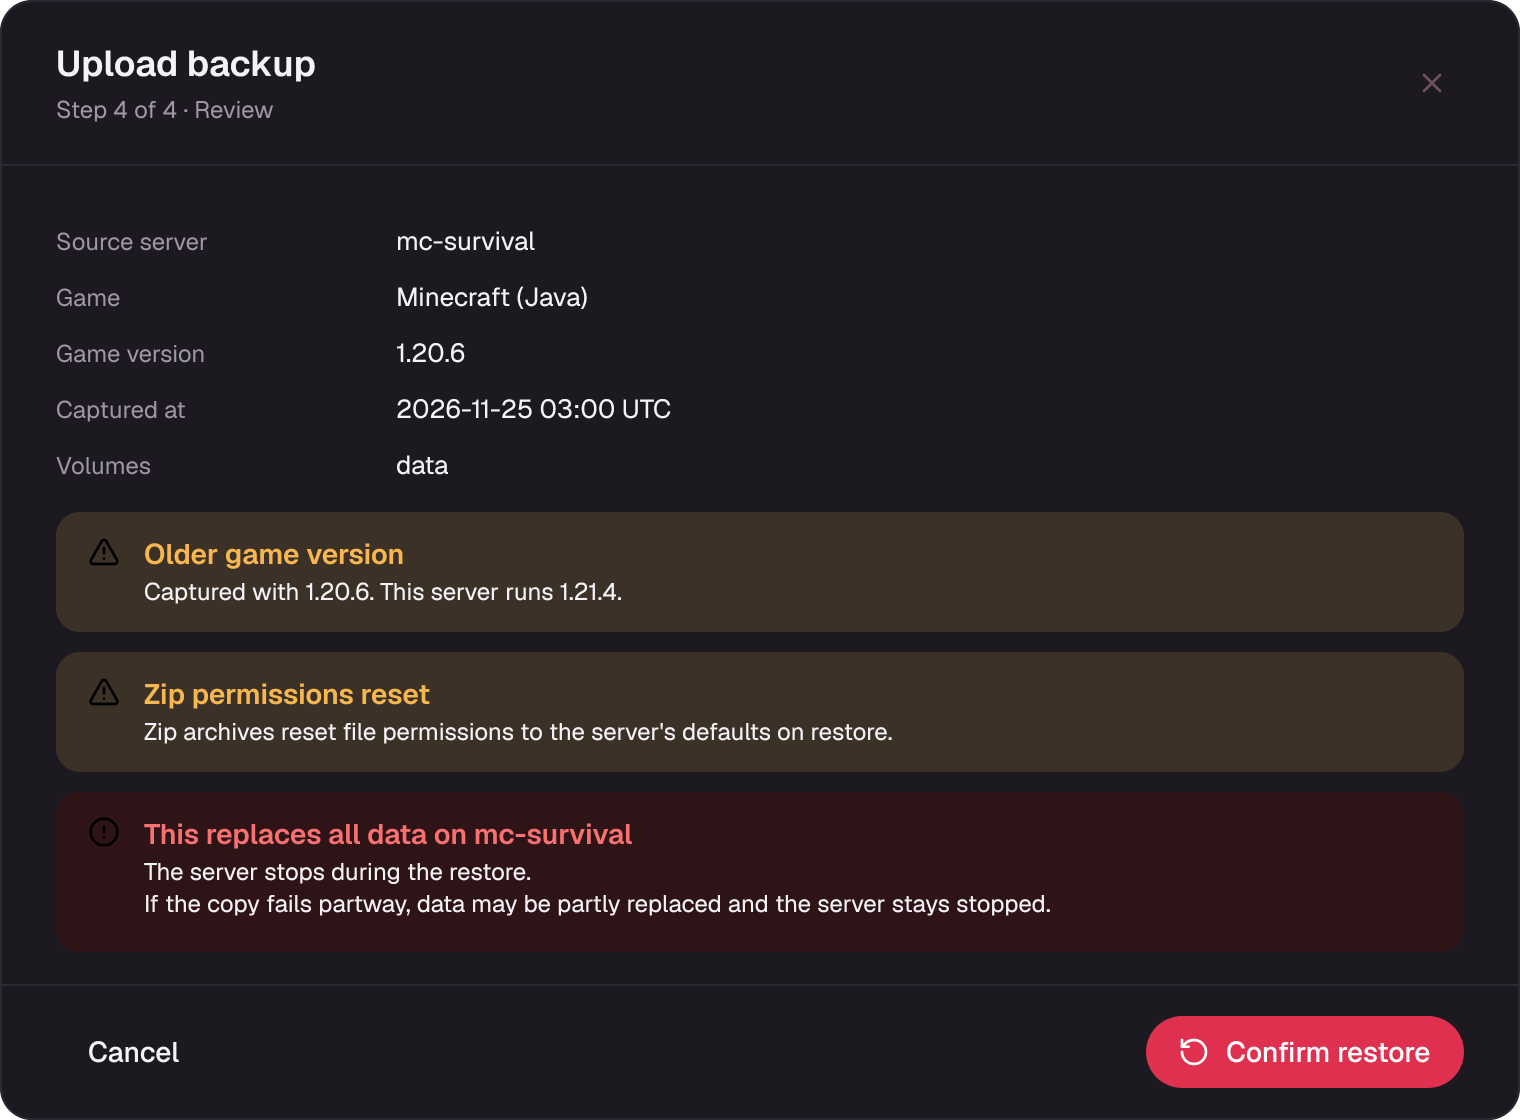 Upload backup
Step 4 of 4 · Review
Source server mc-survival
Game Minecraft (Java)
Game version 1.20.6
Captured at 2026-11-25 03:00 UTC
Volumes data
Older game version
Captured with 1.20.6. This server runs 1.21.4.
Zip permissions reset
Zip archives reset file permissions to the server's defaults on restore.
This replaces all data on mc-survival
The server stops during the restore.
If the copy fails partway, data may be partly replaced and the server stays stopped.
Cancel Confirm restore